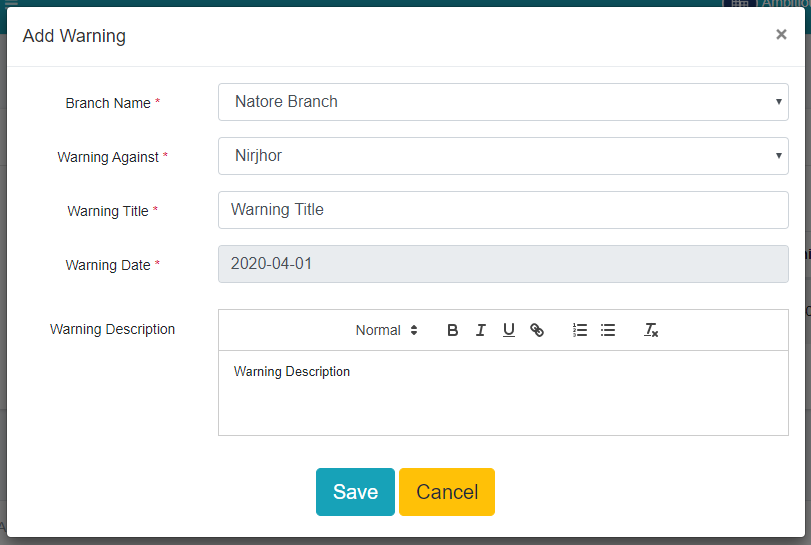 Add Warning ×
Branch Name * Natore Branch
Warning Against * Nirjhor
Warning Title * Warning Title
Warning Date * 2020-04-01
Warning Description Normal B I U Tx
Warning Description
Save Cancel